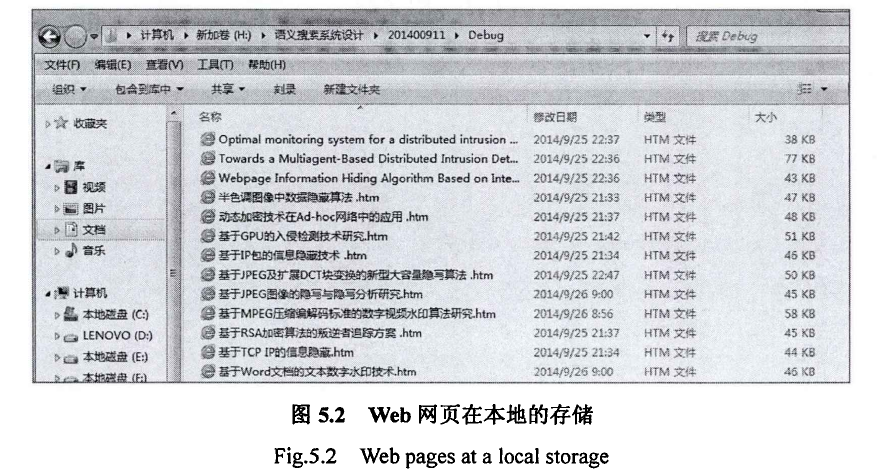 计算机 ▸ 新加卷 (H:) ▸ 语义搜索系统设计 ▸ 201400911 ▸ Debug
搜索 Debug
文件(F) 编辑(E) 查看(V) 工具(T) 帮助(H)
组织 ▾ 包含到库中 ▾ 共享 ▾ 刻录 新建文件夹
收藏夹
库
视频
图片
文档
音乐
计算机
本地磁盘 (C:)
LENOVO (D:)
本地磁盘 (E:)
本地磁盘 (F:)
名称 修改日期 类型 大小
Optimal monitoring system for a distributed intrusion ... 2014/9/25 22:37 HTM 文件 38 KB
Towards a Multiagent-Based Distributed Intrusion Det... 2014/9/25 22:36 HTM 文件 77 KB
Webpage Information Hiding Algorithm Based on Inte... 2014/9/25 22:36 HTM 文件 43 KB
半色调图像中数据隐蔽算法 .htm 2014/9/25 21:33 HTM 文件 47 KB
动态加密技术在Ad-hoc网络中的应用 .htm 2014/9/25 21:37 HTM 文件 48 KB
基于GPU的入侵检测技术研究.htm 2014/9/25 21:42 HTM 文件 51 KB
基于IP包的信息隐藏技术 .htm 2014/9/25 21:34 HTM 文件 46 KB
基于JPEG及扩展DCT块变换的新型大容量隐写算法 .htm 2014/9/25 22:47 HTM 文件 50 KB
基于JPEG图像的隐写与隐写分析研究.htm 2014/9/26 9:00 HTM 文件 45 KB
基于MPEG压缩编解码标准的数字视频水印算法研究.htm 2014/9/26 8:56 HTM 文件 58 KB
基于RSA加密算法的叛逆者追踪方案 .htm 2014/9/25 21:37 HTM 文件 45 KB
基于TCP IP的信息隐藏.htm 2014/9/25 21:34 HTM 文件 44 KB
基于Word文档的文本数字水印技术.htm 2014/9/26 9:00 HTM 文件 46 KB
图 5.2 Web 网页在本地的存储
Fig.5.2 Web pages at a local storage